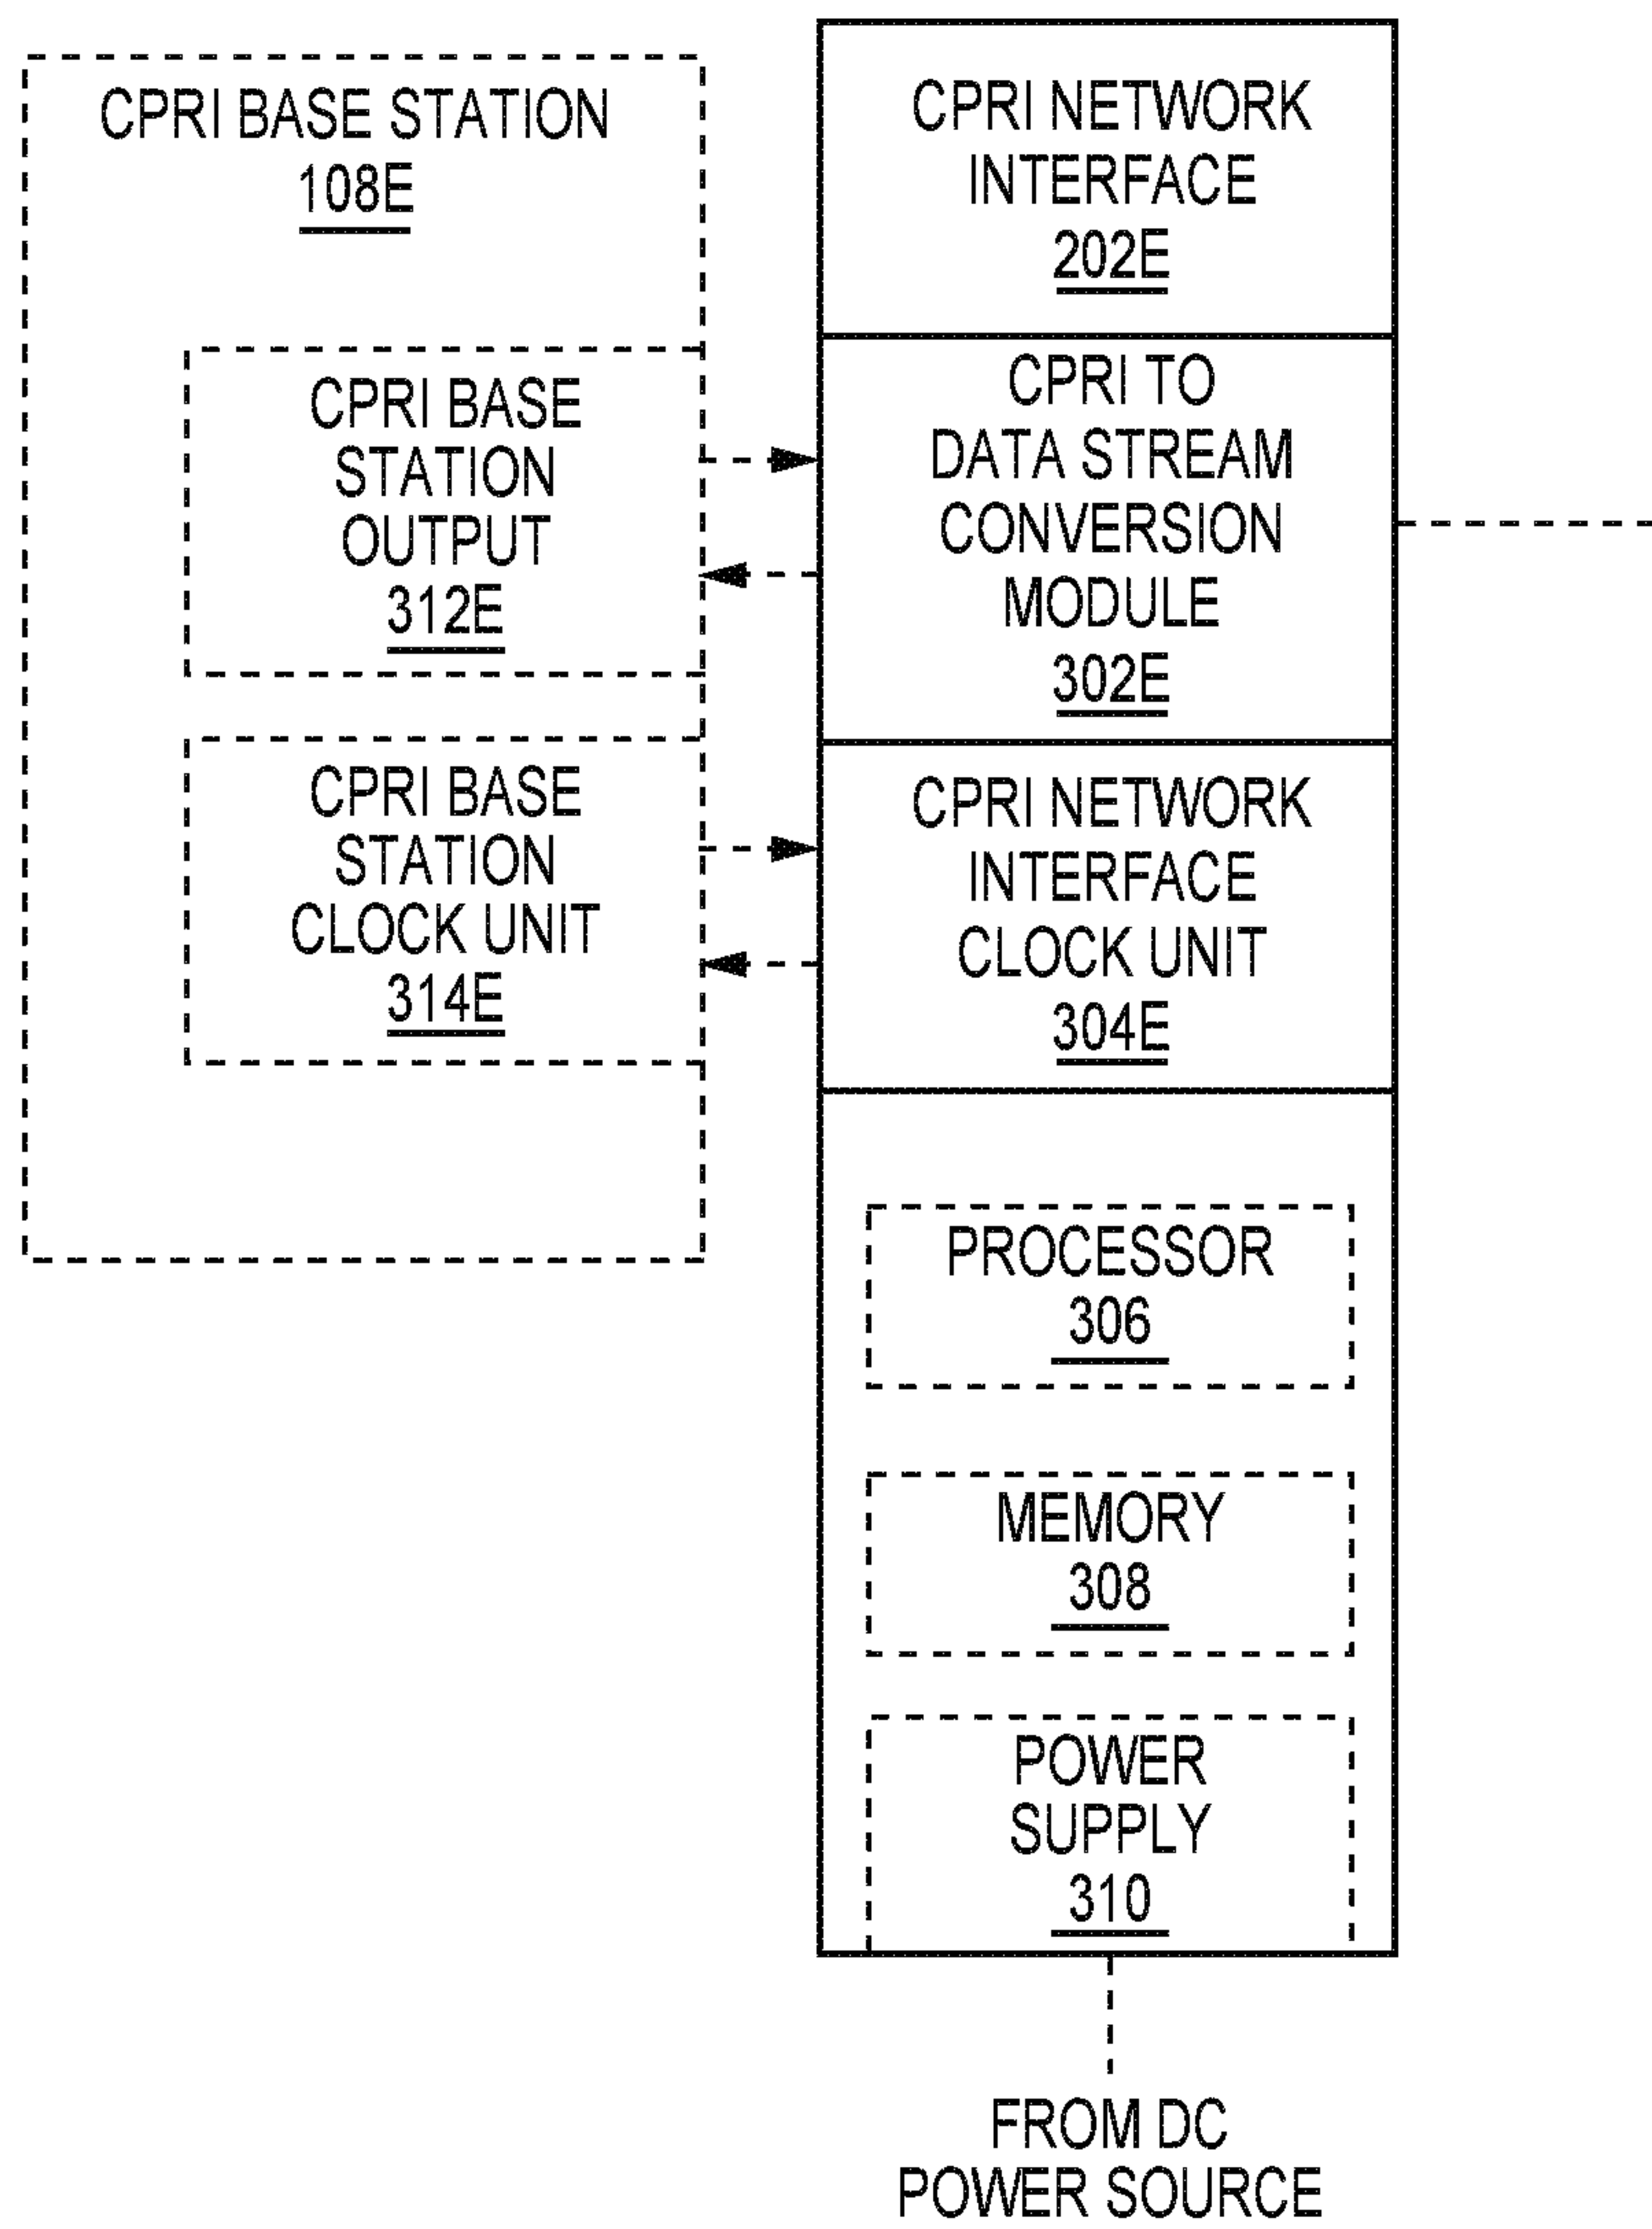 CPRI BASE STATION
108E
CPRI BASE
STATION
OUTPUT
312E
CPRI BASE
STATION
CLOCK UNIT
314E
CPRI NETWORK
INTERFACE
202E
CPRI TO
DATA STREAM
CONVERSION
MODULE
302E
CPRI NETWORK
INTERFACE
CLOCK UNIT
304E
PROCESSOR
306
MEMORY
308
POWER
SUPPLY
310
FROM DC
POWER SOURCE